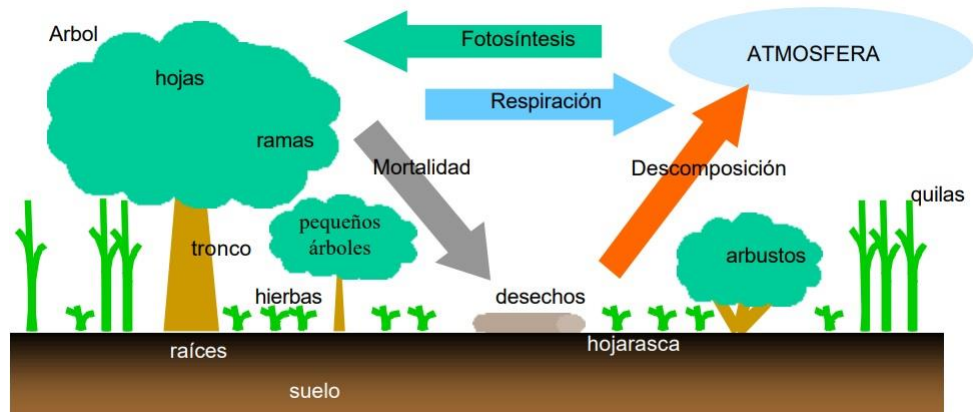 Arbol
Fotosíntesis
ATMOSFERA
hojas
Respiración
ramas
Mortalidad
Descomposición
quilas
pequeños
árboles
tronco
arbustos
hierbas
desechos
raíces
hojarasca
suelo